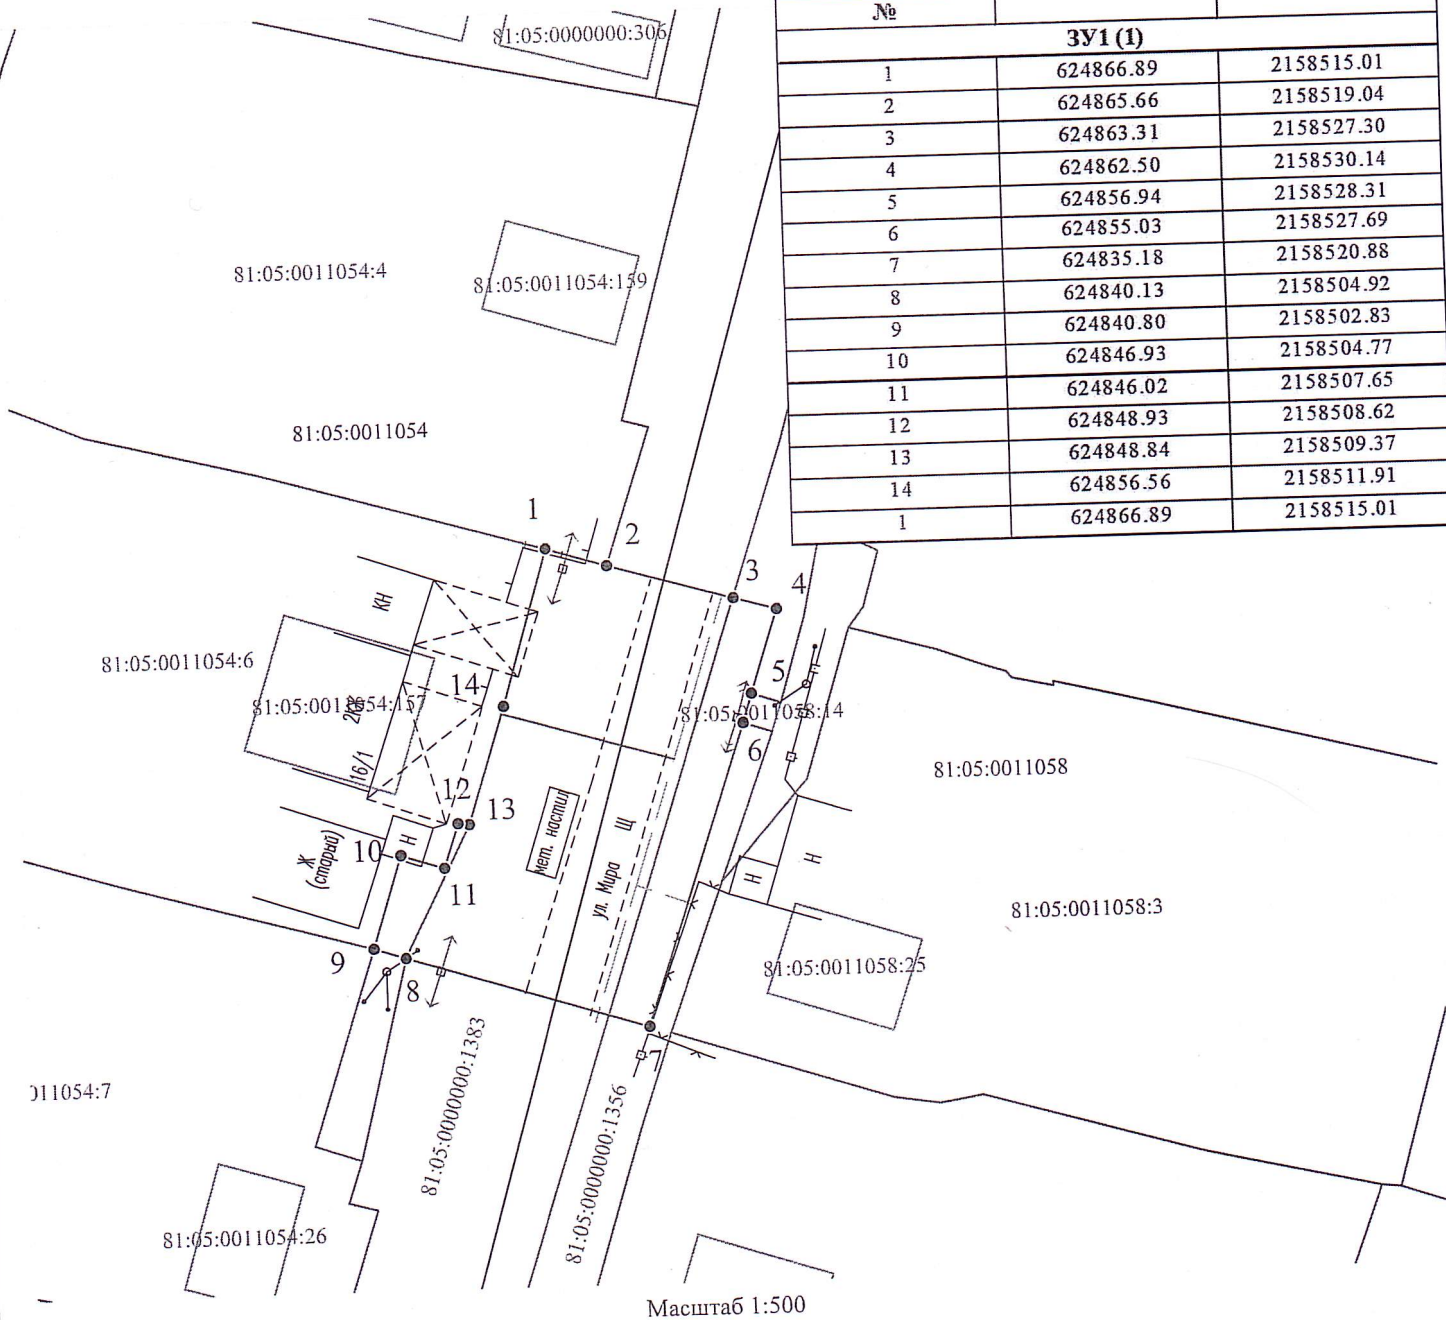 №
ЗУ1 (1)
1 624866.89 2158515.01
2 624865.66 2158519.04
3 624863.31 2158527.30
4 624862.50 2158530.14
5 624856.94 2158528.31
6 624855.03 2158527.69
7 624835.18 2158520.88
8 624840.13 2158504.92
9 624840.80 2158502.83
10 624846.93 2158504.77
11 624846.02 2158507.65
12 624848.93 2158508.62
13 624848.84 2158509.37
14 624856.56 2158511.91
1 624866.89 2158515.01
81:05:0000000:306
81:05:0011054:4
81:05:0011054:159
81:05:0011054
1
2
3
4
КН
81:05:0011054:6
14
5
81:05:0011054:157
2КЖ
81:05:0011058:14
6
16/1
81:05:0011058
12
13
мет. настил
Щ
ул. Мира
Н
10
Ж
(старый)
11
Н
Н
81:05:0011058:3
9
8
81:05:0011058:25
7
81:05:0000000:1383
81:05:0000000:1356
011054:7
81:05:0011054:26
Масштаб 1:500